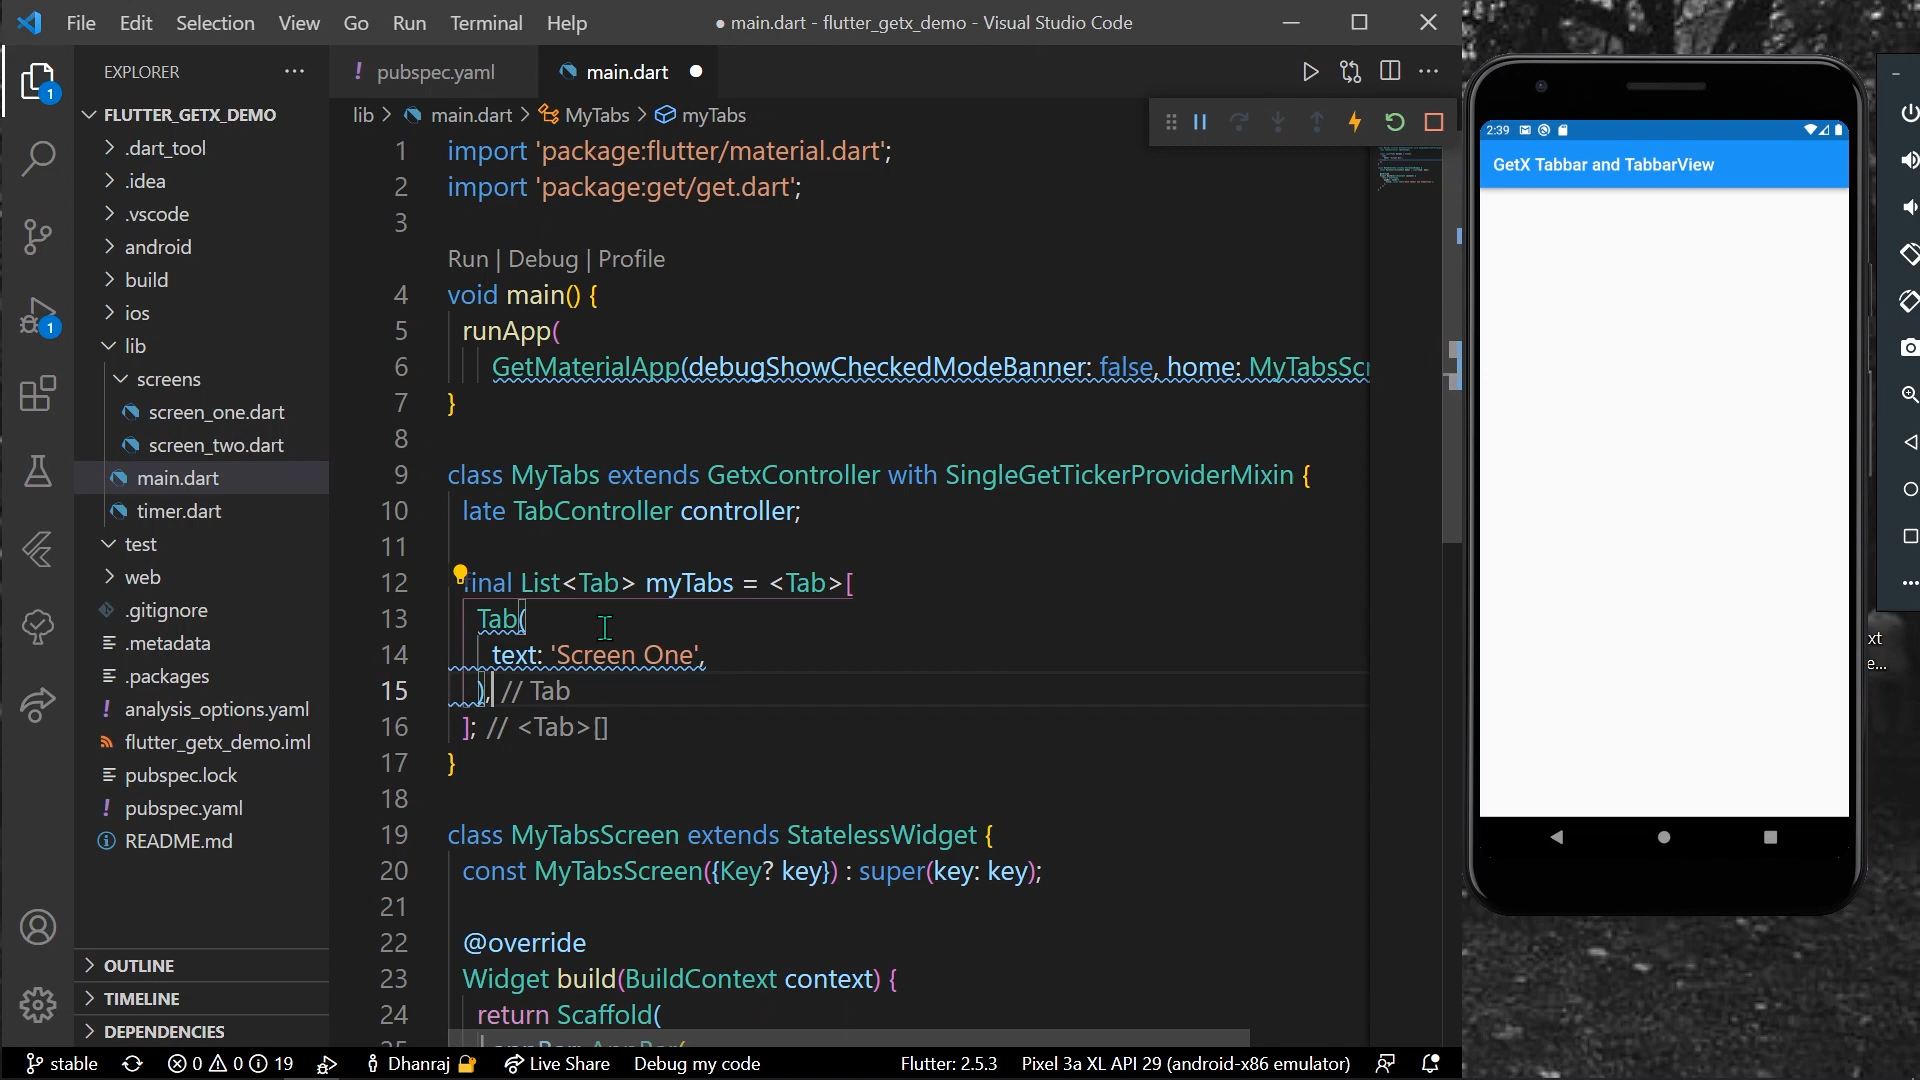 File Edit Selection View Go Run Terminal Help
● main.dart - flutter_getx_demo - Visual Studio Code
EXPLORER
! pubspec.yaml
main.dart
FLUTTER_GETX_DEMO
.dart_tool
.idea
.vscode
android
build
ios
lib
screens
screen_one.dart
screen_two.dart
main.dart
timer.dart
test
web
.gitignore
.metadata
.packages
! analysis_options.yaml
flutter_getx_demo.iml
pubspec.lock
! pubspec.yaml
README.md
OUTLINE
TIMELINE
DEPENDENCIES
1
1
lib > main.dart > MyTabs > myTabs
1 import 'package:flutter/material.dart';
2 import 'package:get/get.dart';
3
Run | Debug | Profile
4 void main() {
5 runApp(
6 GetMaterialApp(debugShowCheckedModeBanner: false, home: MyTabsScr
7 }
8
9 class MyTabs extends GetxController with SingleGetTickerProviderMixin {
10 late TabController controller;
11
12 final List<Tab> myTabs = <Tab>[
13 Tab(
14 text: 'Screen One',
15 ), // Tab
16 ]; // <Tab>[]
17 }
18
19 class MyTabsScreen extends StatelessWidget {
20 const MyTabsScreen({Key? key}) : super(key: key);
21
22 @override
23 Widget build(BuildContext context) {
24 return Scaffold(
25 appBar: AppBar(
stable 0 0 19 Dhanraj Live Share Debug my code Flutter: 2.5.3 Pixel 3a XL API 29 (android-x86 emulator)
2:39
GetX Tabbar and TabbarView
xt
e...